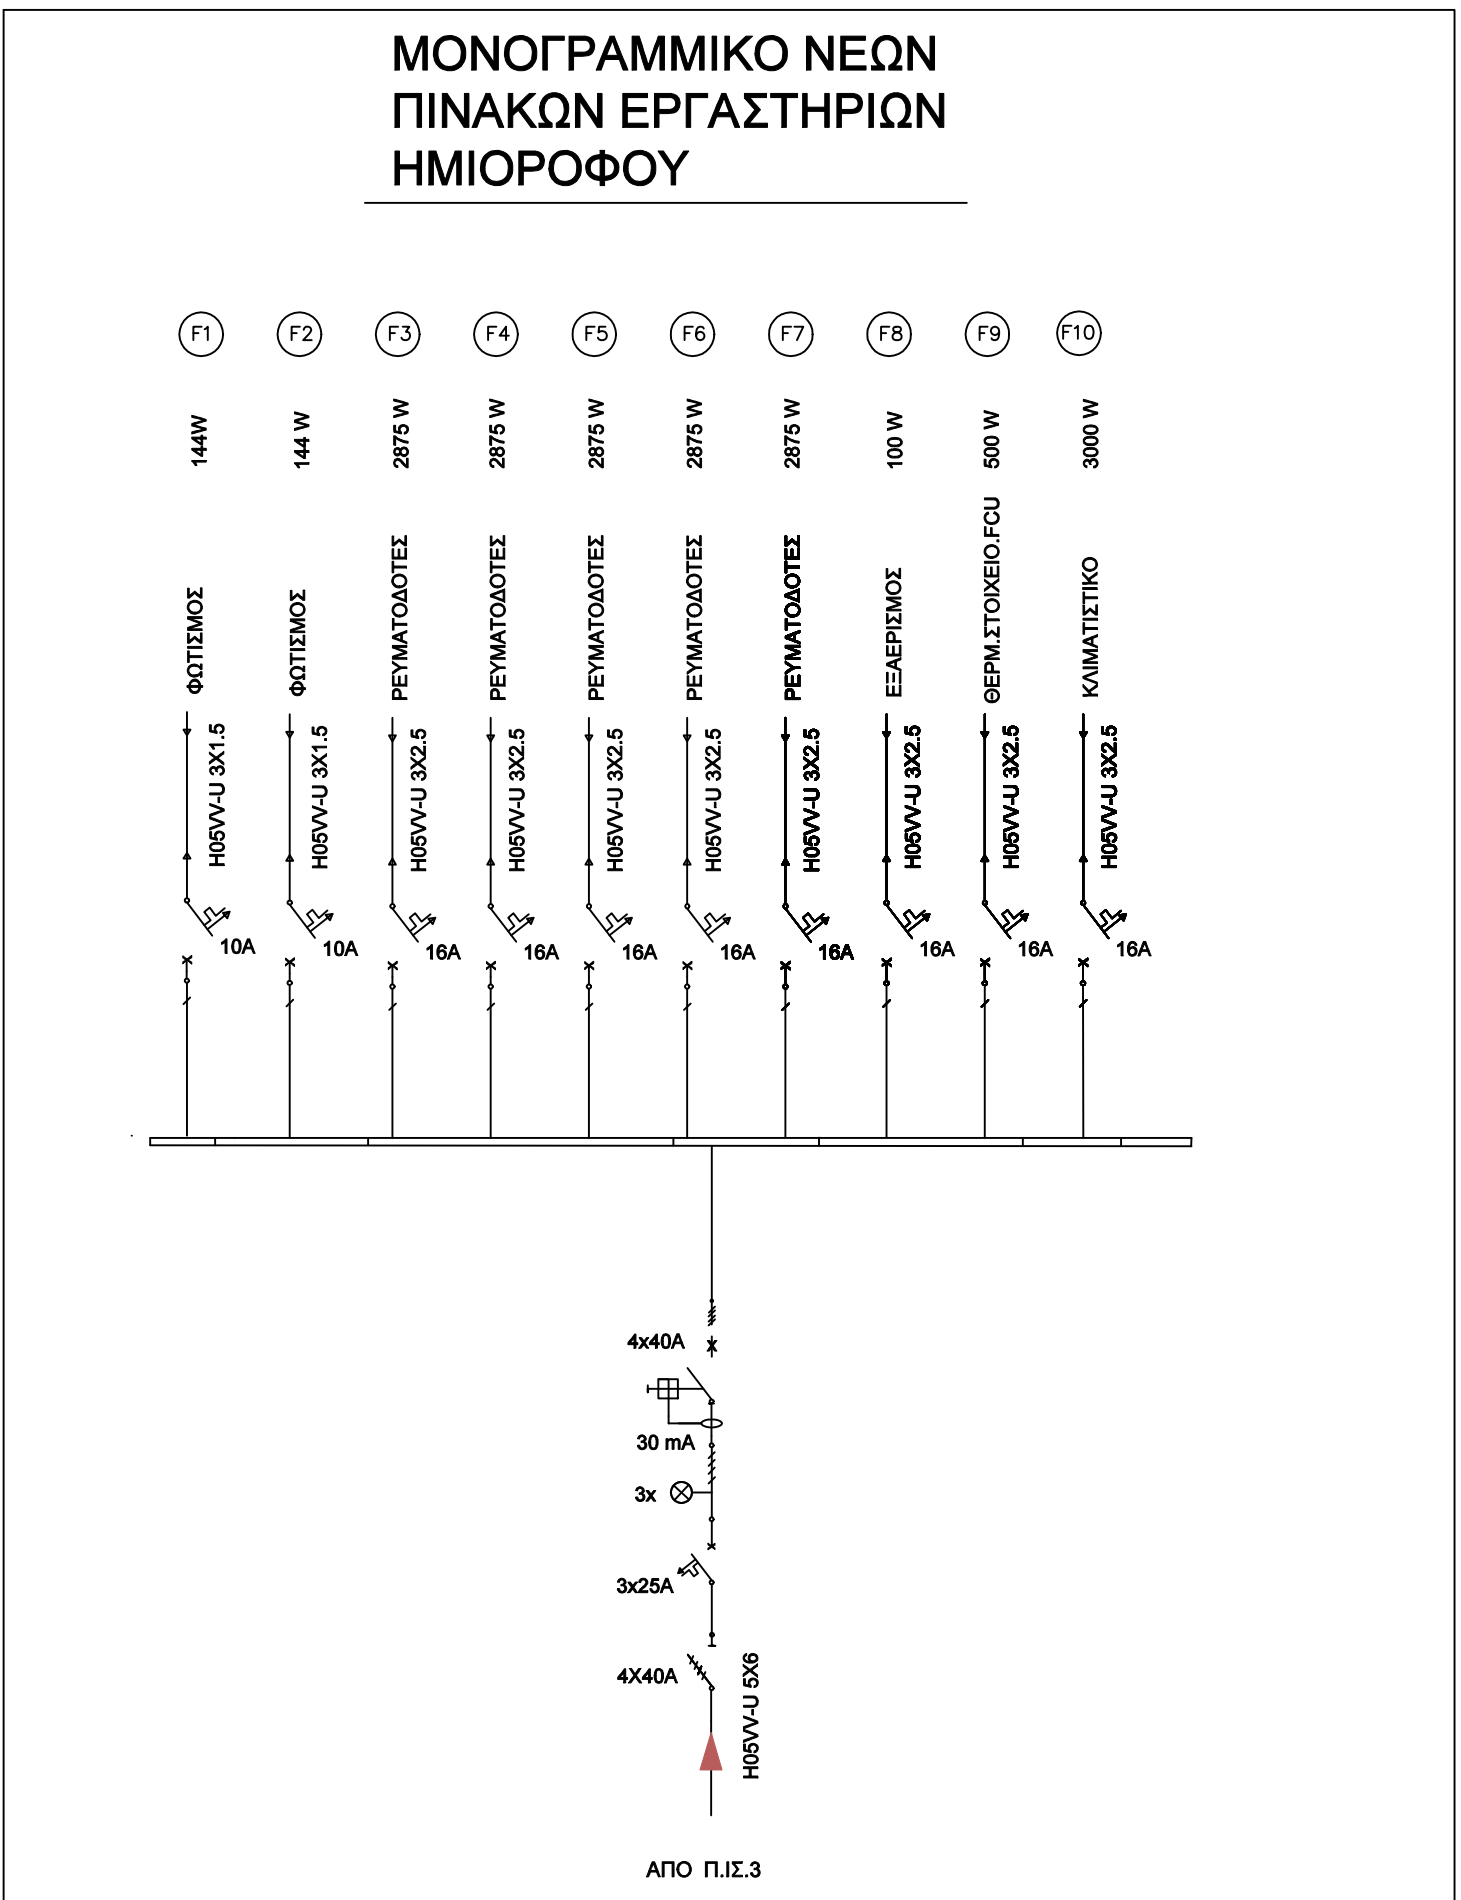 ΜΟΝΟΓΡΑΜΜΙΚΟ ΝΕΩΝ
ΠΙΝΑΚΩΝ ΕΡΓΑΣΤΗΡΙΩΝ
ΗΜΙΟΡΟΦΟΥ
F1
F2
F3
F4
F5
F6
F7
F8
F9
F10
144W
144 W
2875 W
2875 W
2875 W
2875 W
2875 W
100 W
500 W
3000 W
ΦΩΤΙΣΜΟΣ
ΦΩΤΙΣΜΟΣ
ΡΕΥΜΑΤΟΔΟΤΕΣ
ΡΕΥΜΑΤΟΔΟΤΕΣ
ΡΕΥΜΑΤΟΔΟΤΕΣ
ΡΕΥΜΑΤΟΔΟΤΕΣ
ΡΕΥΜΑΤΟΔΟΤΕΣ
ΕΞΑΕΡΙΣΜΟΣ
ΘΕΡΜ.ΣΤΟΙΧΕΙΟ.FCU
ΚΛΙΜΑΤΙΣΤΙΚΟ
H05VV-U 3X1.5
H05VV-U 3X1.5
H05VV-U 3X2.5
H05VV-U 3X2.5
H05VV-U 3X2.5
H05VV-U 3X2.5
H05VV-U 3X2.5
H05VV-U 3X2.5
H05VV-U 3X2.5
H05VV-U 3X2.5
10A
10A
16A
16A
16A
16A
16A
16A
16A
16A
4x40A
30 mA
3x
3x25A
4X40A
H05VV-U 5X6
ΑΠΟ Π.ΙΣ.3